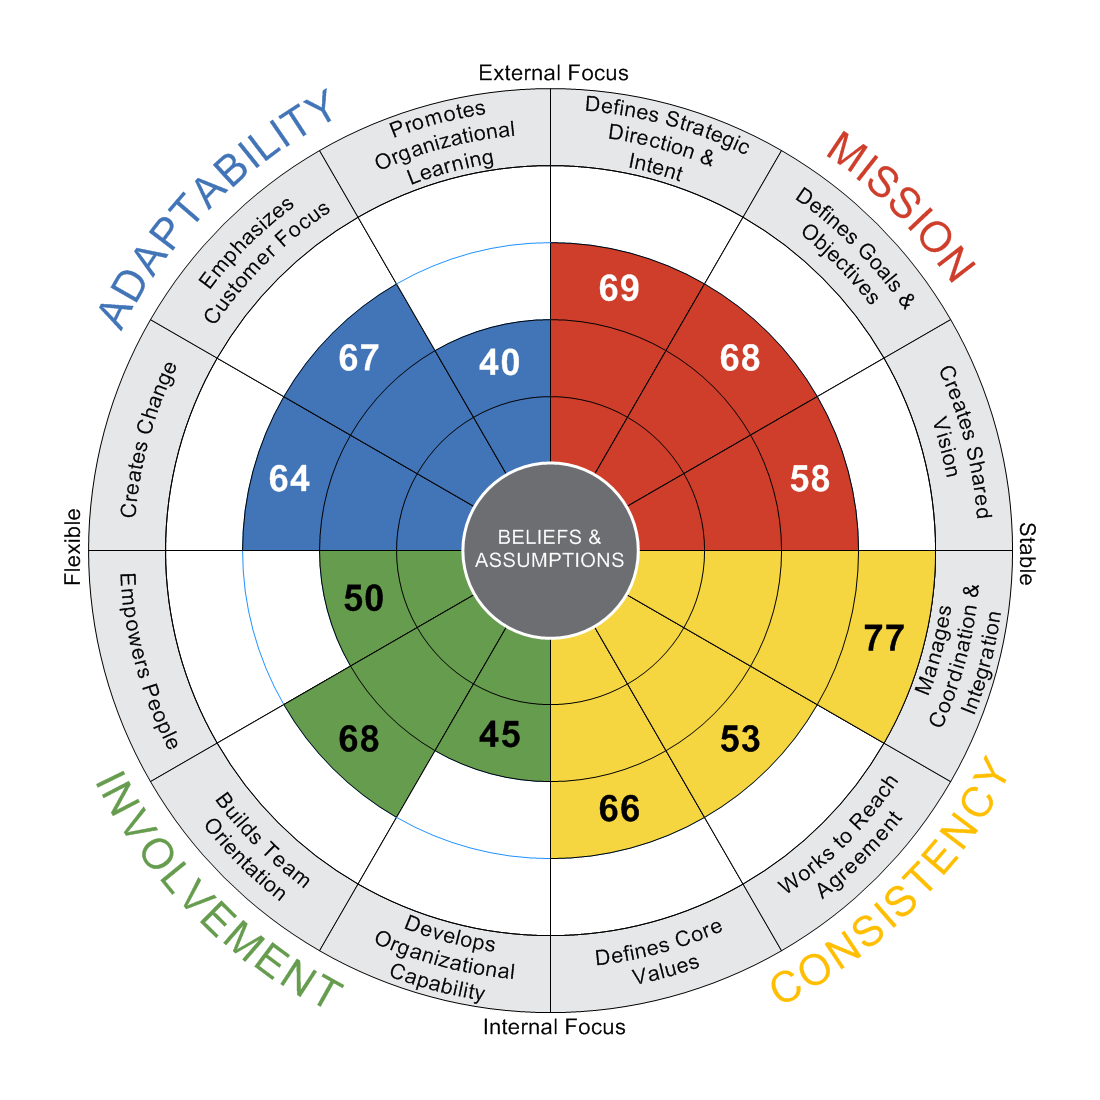 External Focus
ADAPTABILITY
MISSION
Promotes
Organizational
Learning
Defines Strategic
Direction &
Intent
Emphasizes
Customer Focus
Defines Goals &
Objectives
Creates Change
Creates Shared
Vision
69
67
40
68
64
58
Flexible
BELIEFS &
ASSUMPTIONS
Stable
50
77
68
45
53
66
Empowers People
Manages
Coordination &
Integration
Builds Team
Orientation
Works to Reach
Agreement
Develops
Organizational
Capability
Defines Core
Values
INVOLVEMENT
CONSISTENCY
Internal Focus